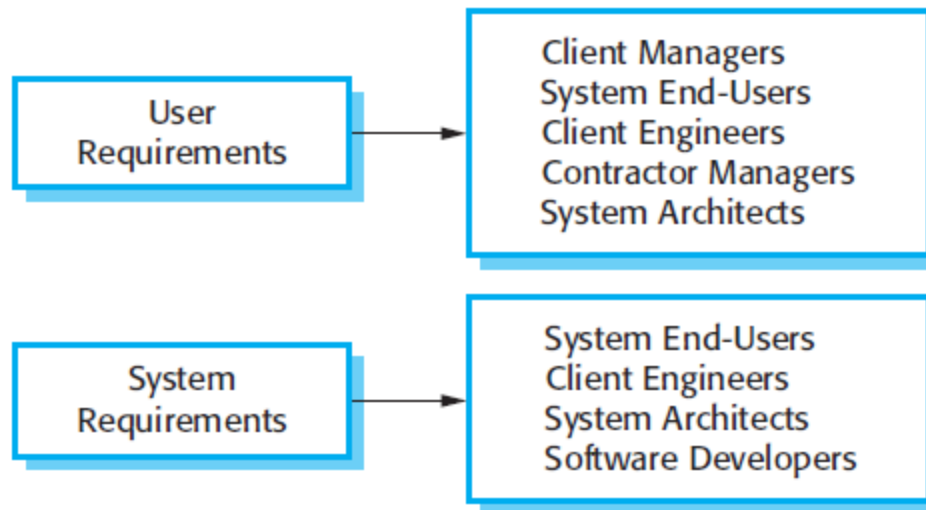 User
Requirements
Client Managers
System End-Users
Client Engineers
Contractor Managers
System Architects
System
Requirements
System End-Users
Client Engineers
System Architects
Software Developers